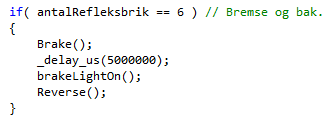 if( antalRefleksbrik == 6 ) // Bremse og bak.
{
    Brake();
    _delay_us(5000000);
    brakeLightOn();
    Reverse();
}